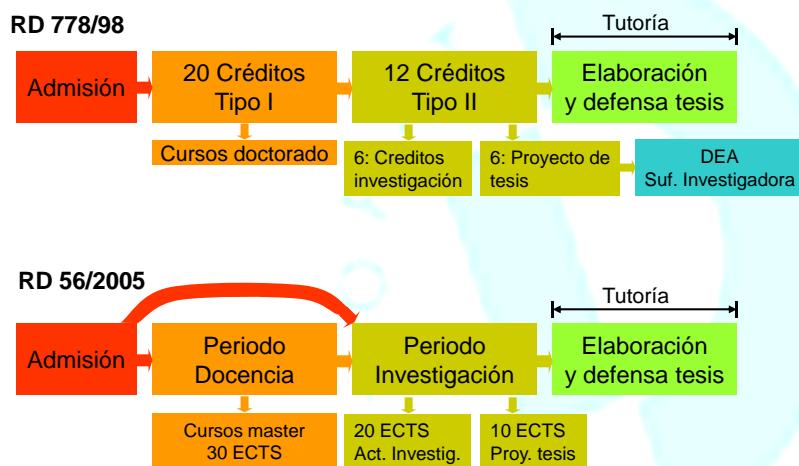 RD 778/98
Tutoría
Admisión
20 Créditos
Tipo I
12 Créditos
Tipo II
Elaboración
y defensa tesis
Cursos doctorado
6: Creditos
investigación
6: Proyecto de
tesis
DEA
Suf. Investigadora
RD 56/2005
Tutoría
Admisión
Periodo
Docencia
Periodo
Investigación
Elaboración
y defensa tesis
Cursos master
30 ECTS
20 ECTS
Act. Investig.
10 ECTS
Proy. tesis